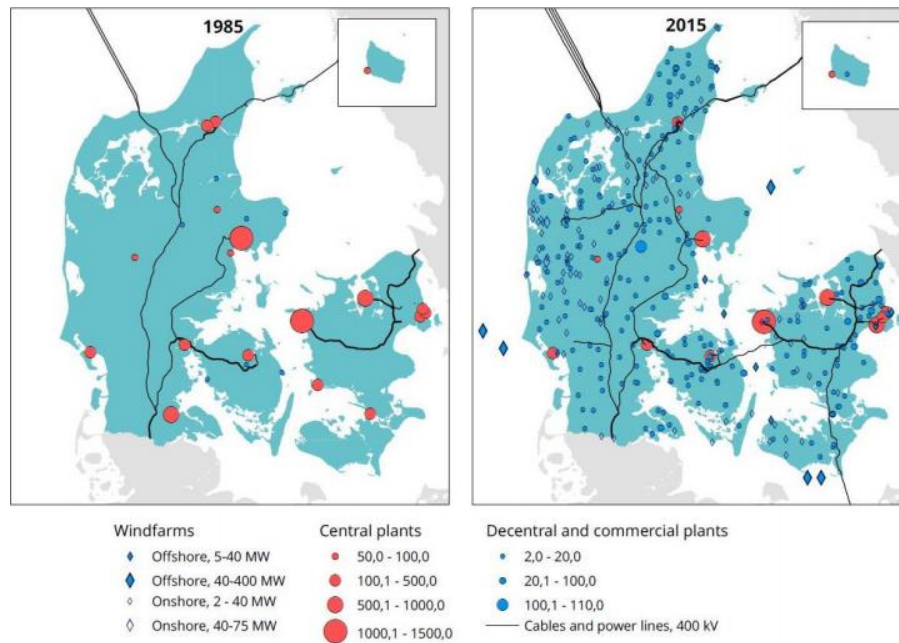 1985
2015
Windfarms
Offshore, 5-40 MW
Offshore, 40-400 MW
Onshore, 2 - 40 MW
Onshore, 40-75 MW
Central plants
50,0 - 100,0
100,1 - 500,0
500,1 - 1000,0
1000,1 - 1500,0
Decentral and commercial plants
2,0 - 20,0
20,1 - 100,0
100,1 - 110,0
Cables and power lines, 400 kV